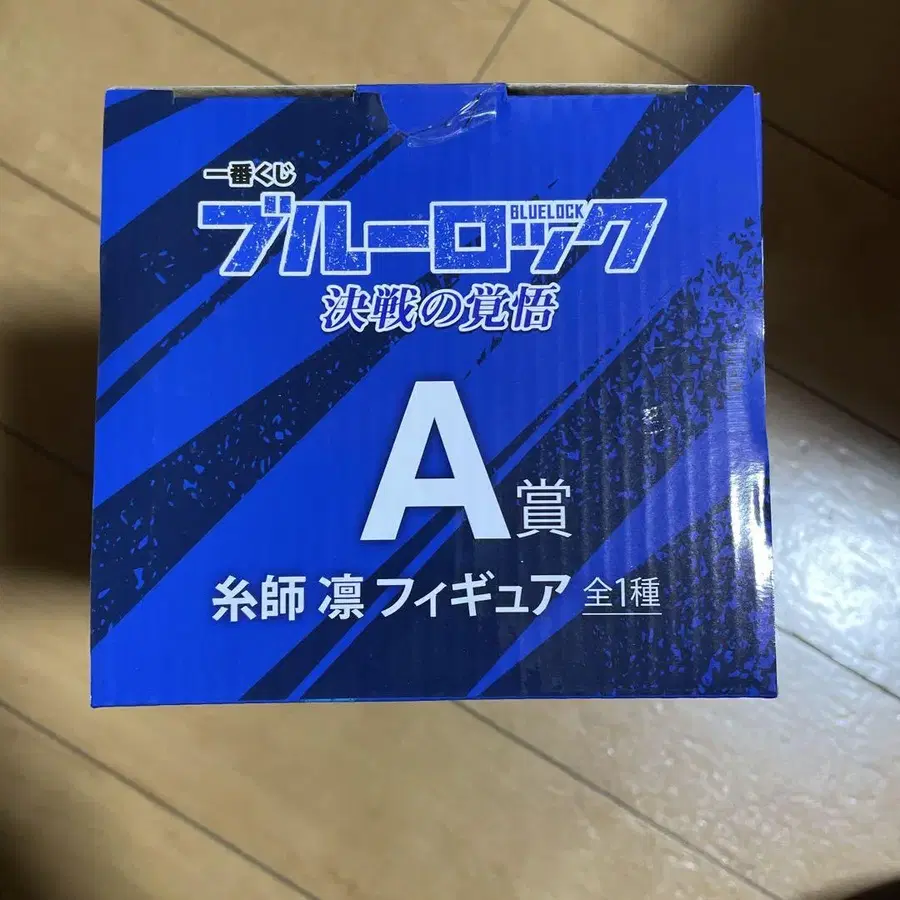 一番くじ
ブルーロック
BLUELOCK
決戦の覚悟
A賞
糸師 凛 フィギュア 全1種